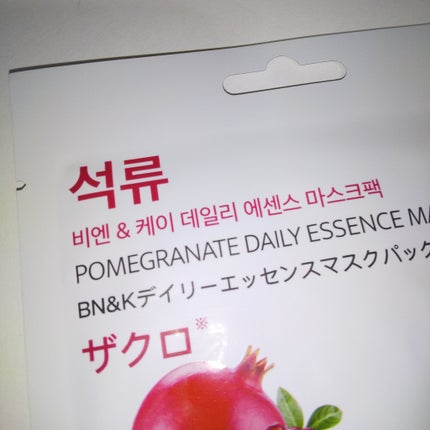 석류
비엔 & 케이 데일리 에센스 마스크팩
POMEGRANATE DAILY ESSENCE
BN&Kデイリーエッセンスマスクパック
ザクロ※